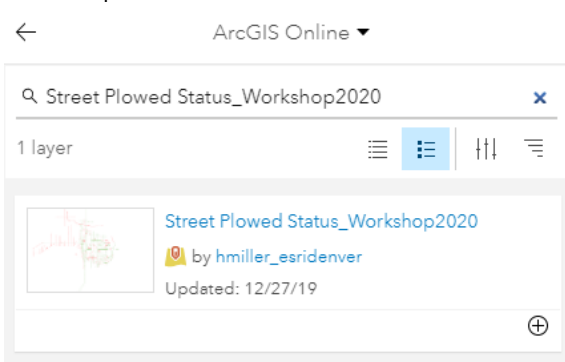 ArcGIS Online
Street Plowed Status_Workshop2020
1 layer
Street Plowed Status_Workshop2020
by hmiller_esridenver
Updated: 12/27/19